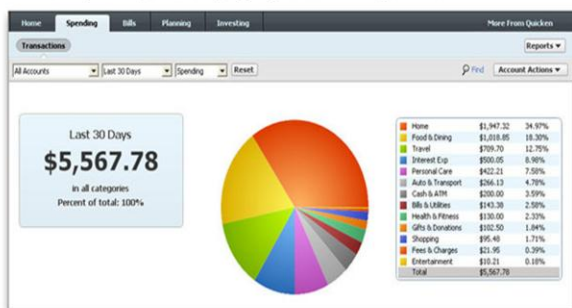 Home Spending Bills Planning Investing More From Quicken
Transactions Reports
All Accounts Last 30 Days Spending Reset Find Account Actions
Last 30 Days
$5,567.78
in all categories
Percent of total: 100%
Home $1,947.32 34.97%
Food & Dining $1,018.85 18.30%
Travel $709.70 12.75%
Interest Exp $500.05 8.98%
Personal Care $422.21 7.58%
Auto & Transport $266.13 4.78%
Cash & ATM $200.00 3.59%
Bills & Utilities $143.38 2.58%
Health & Fitness $130.00 2.33%
Gifts & Donations $102.50 1.84%
Shopping $95.48 1.71%
Fees & Charges $21.95 0.39%
Entertainment $10.21 0.18%
Total $5,567.78